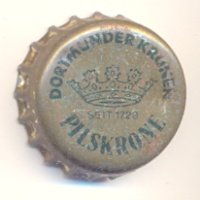 DORTMUNDER KRONEN
SEIT 1729
PILSKRONE